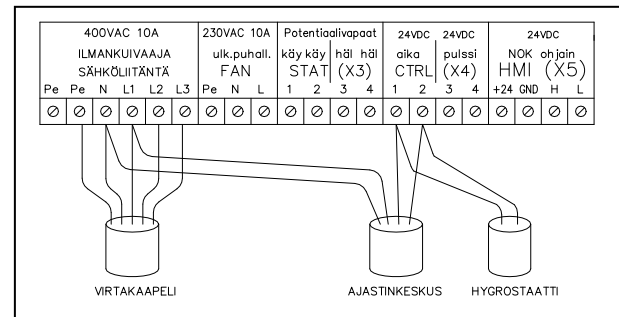 400VAC 10A 230VAC 10A Potentiaalivapaat 24VDC 24VDC 24VDC
ILMANKUIVAAJA ulk.puhall. käy käy häl häl aika pulssi NOK ohjain
SÄHKÖLIITÄNTÄ FAN STAT (X3) CTRL (X4) HMI (X5)
Pe Pe N L1 L2 L3 Pe N L 1 2 3 4 1 2 3 4 +24 GND H L
VIRTAKAAPELI AJASTINKESKUS HYGROSTAATTI